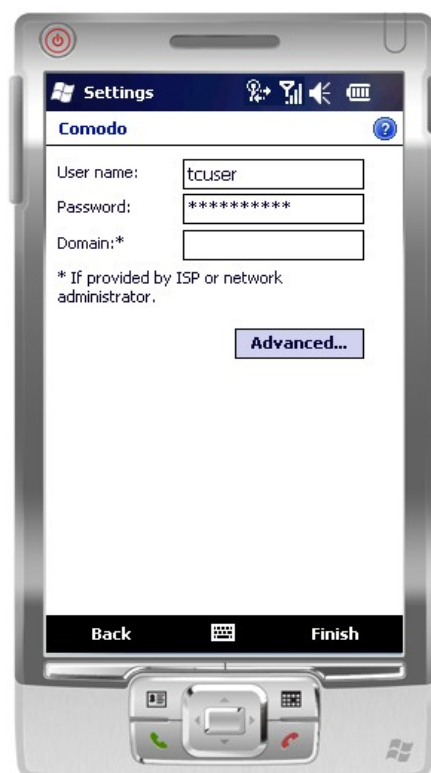 Settings
Comodo
User name: tcuser
Password: **********
Domain:*
* If provided by ISP or network
administrator.
Advanced...
Back Finish